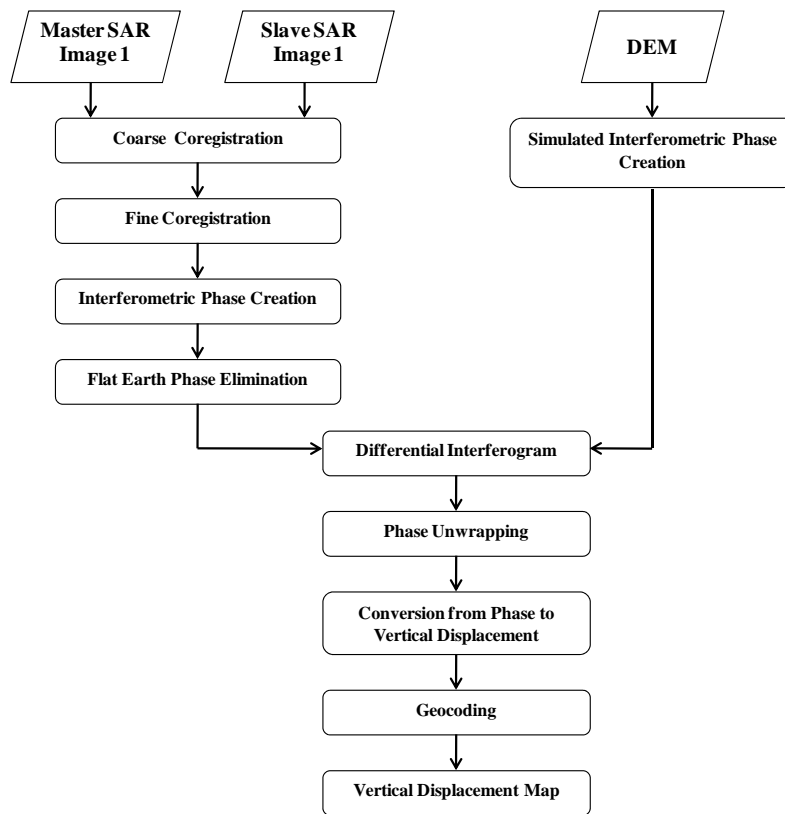 Master SAR
Image 1
Slave SAR
Image 1
DEM
Coarse Coregistration
Simulated Interferometric Phase
Creation
Fine Coregistration
Interferometric Phase Creation
Flat Earth Phase Elimination
Differential Interferogram
Phase Unwrapping
Conversion from Phase to
Vertical Displacement
Geocoding
Vertical Displacement Map